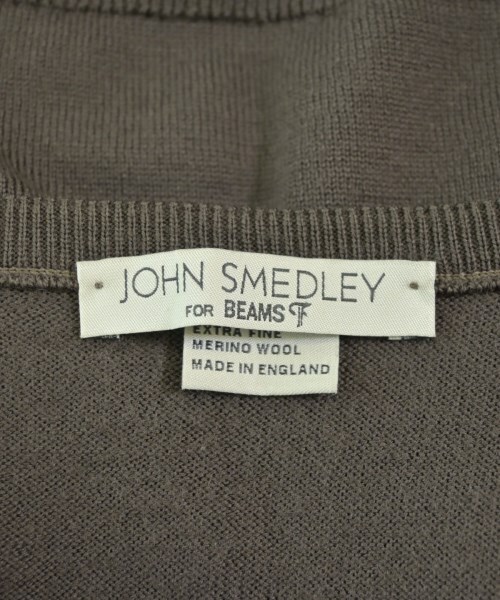 JOHN SMEDLEY
FOR BEAMS F
EXTRA FINE
MERINO WOOL
MADE IN ENGLAND